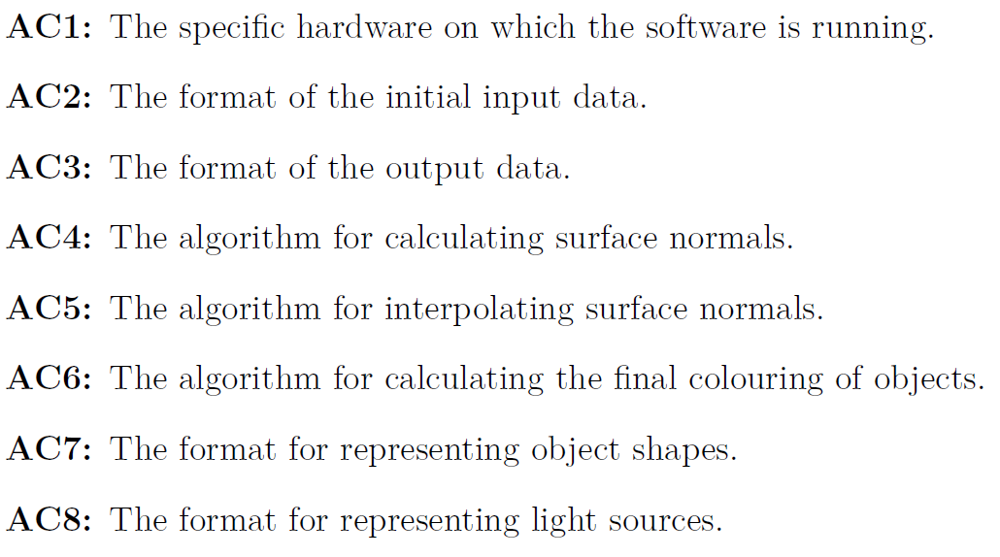 AC1: The specific hardware on which the software is running.
AC2: The format of the initial input data.
AC3: The format of the output data.
AC4: The algorithm for calculating surface normals.
AC5: The algorithm for interpolating surface normals.
AC6: The algorithm for calculating the final colouring of objects.
AC7: The format for representing object shapes.
AC8: The format for representing light sources.